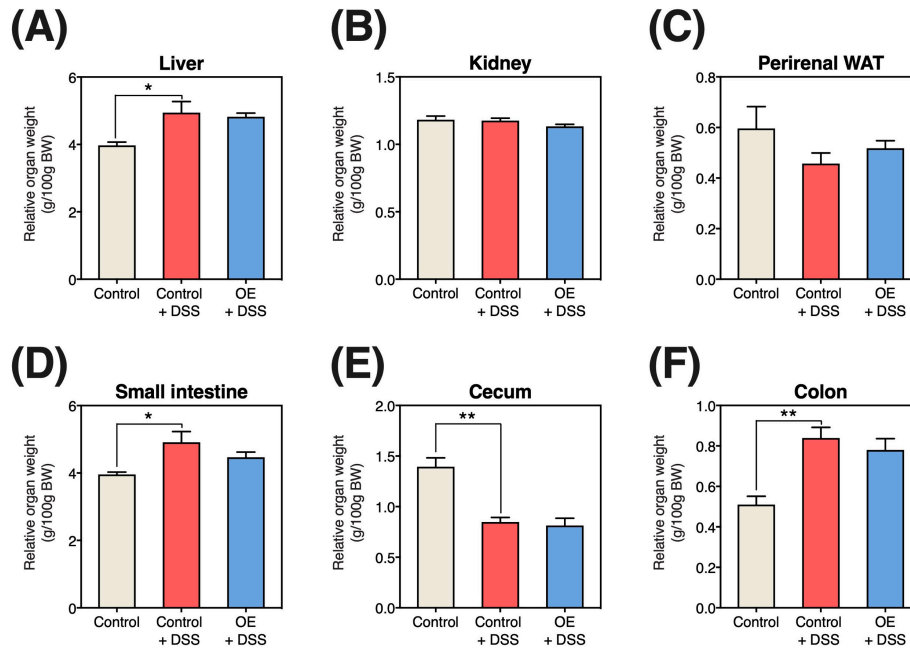 (A)
Liver
Relative organ weight
(g/100g BW)
6
4
2
0
*
Control
Control
+ DSS
OE
+ DSS
(B)
Kidney
Relative organ weight
(g/100g BW)
1.5
1.0
0.5
0.0
Control
Control
+ DSS
OE
+ DSS
(C)
Perirenal WAT
Relative organ weight
(g/100g BW)
0.8
0.6
0.4
0.2
0.0
Control
Control
+ DSS
OE
+ DSS
(D)
Small intestine
Relative organ weight
(g/100g BW)
6
4
2
0
*
Control
Control
+ DSS
OE
+ DSS
(E)
Cecum
Relative organ weight
(g/100g BW)
2.0
1.5
1.0
0.5
0.0
**
Control
Control
+ DSS
OE
+ DSS
(F)
Colon
Relative organ weight
(g/100g BW)
1.0
0.8
0.6
0.4
0.2
0.0
**
Control
Control
+ DSS
OE
+ DSS